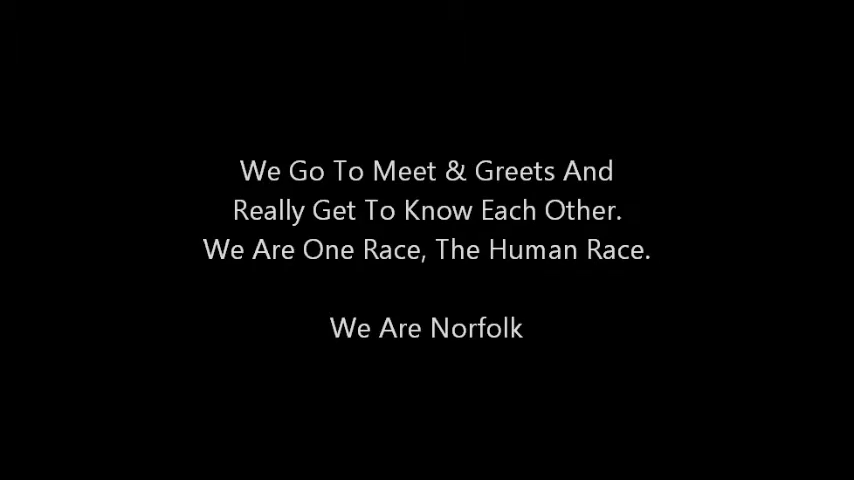 We Go To Meet & Greets And
Really Get To Know Each Other.
We Are One Race, The Human Race.
We Are Norfolk